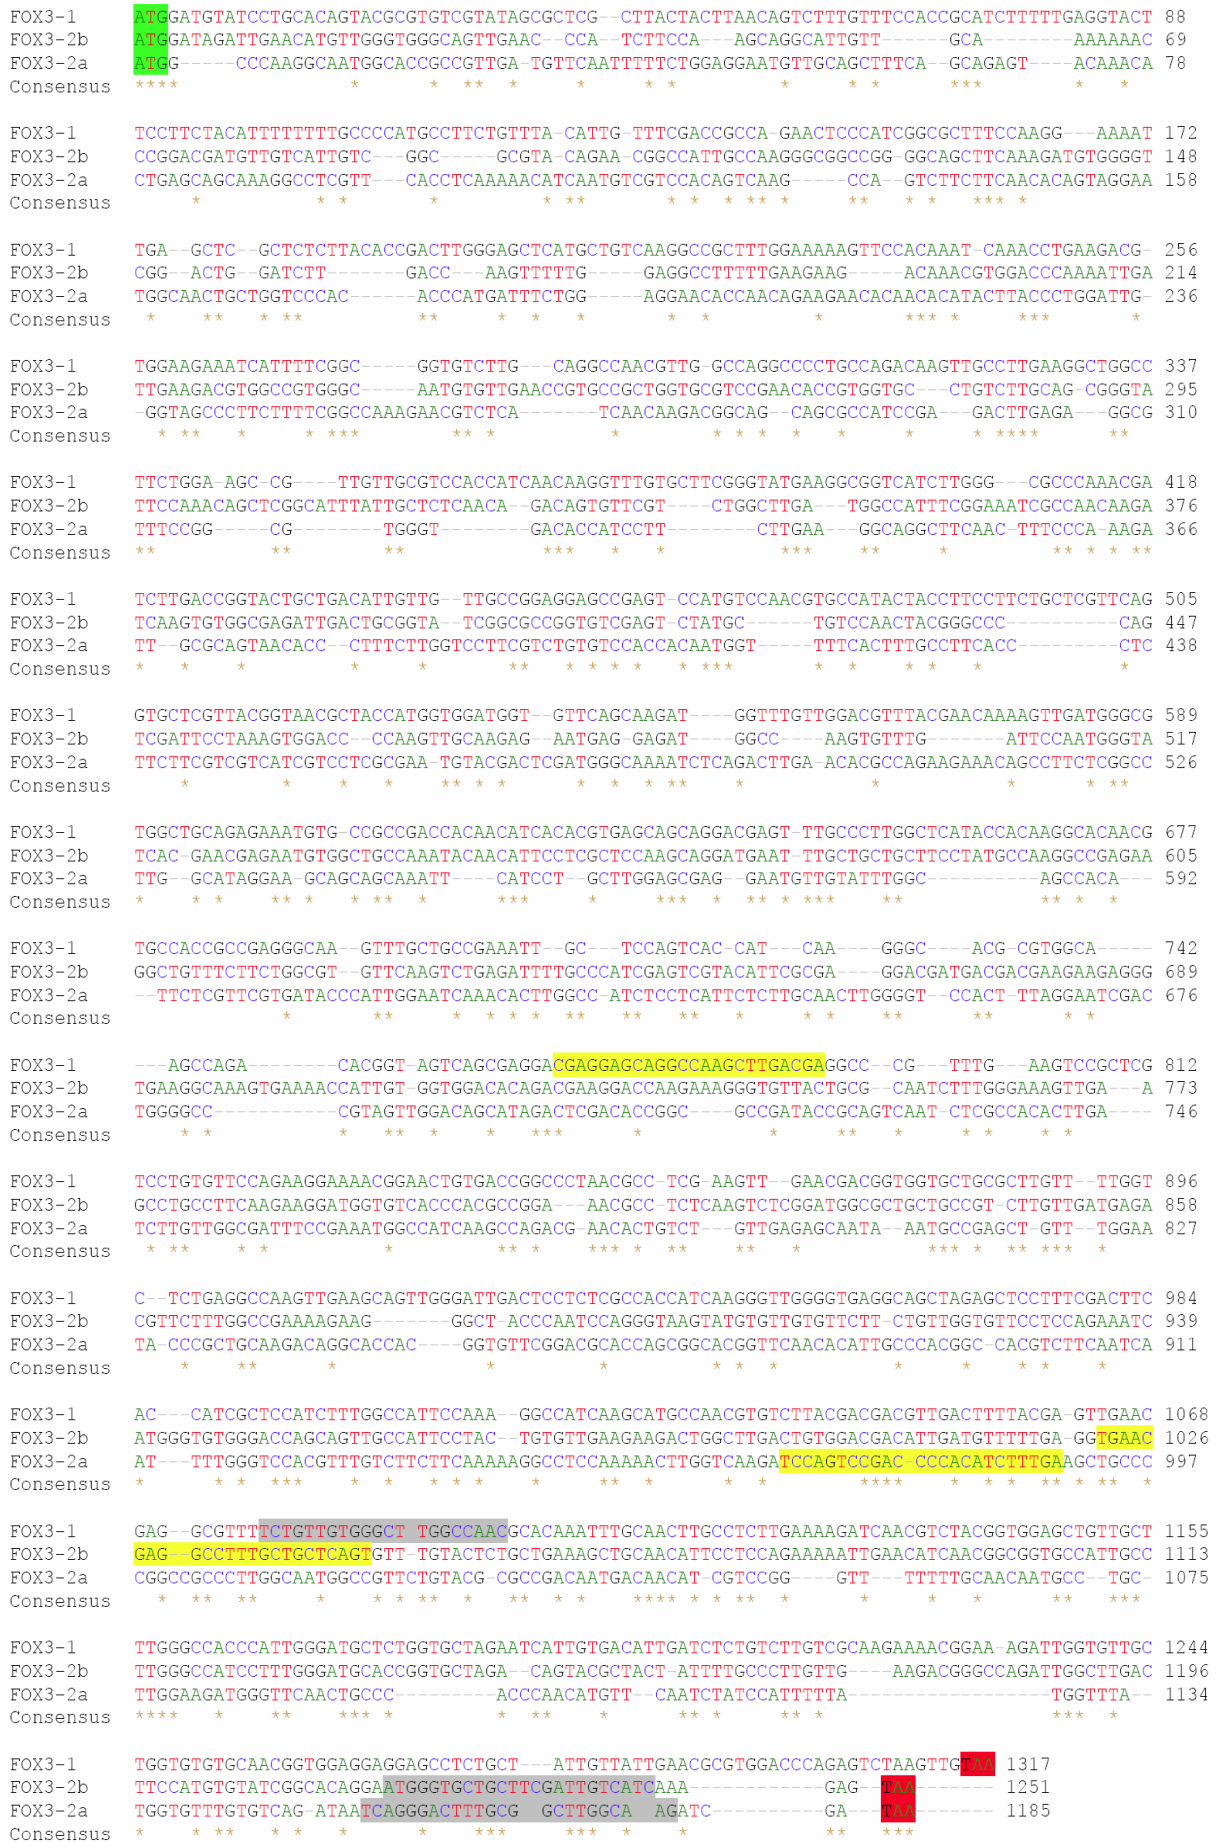 FOX3-1 ATGGATGTATCCTGCACAGTACGCGTGTCGTATAGCGCTCG-CTTACTACTTAACAGTCTTTGTTTCCACCGCATCTTTTTGAGGTACT 88
FOX3-2b ATGGATAGATTGAACATGTTGGGTGGGCAGTTGAAC--CCA-TCTTCCA---AGCAGGCATTGTT------GCA-------AAAAAAC 69
FOX3-2a ATGG-----CCCAAGGCAATGGCACCGCCGTTGA-TGTTCAATTTTTCTGGAGGAATGTTGCAGCTTTCA--GCAGAGT---ACAAACA 78
Consensus **** * * ** * * *** * *
FOX3-1 TCCTTCTACATTTTTTTTGCCCCATGCCTTCTGTTTA-CATTG-TTTCGACCGCCA-GAACTCCCATCGGCGCTTTCCAAGG---AAAAT 172
FOX3-2b CCGGACGATGTTGTCATTGTC---GGC-----GCGTA-CAGAA-CGGCCATTGCCAAGGGCGGCCGG-GGCAGCTTCAAAGATGTGGGGT 148
FOX3-2a CTGAGCAGCAAAGGCCTCGTT---CACCTCAAAAACATCAATGTCGTCCACAGTCAAG-----CCA-GTCTTCTTCAACACAGTAGGAA 158
Consensus * * * * * ** * * * *** * ** * * *** *
FOX3-1 TGA--GCTC--GCTCTCTTACACCGACTTGGGAGCTCATGCTGTCAAGGCCGCTTTGGAAAAAGTTCCACAAAT-CAAACCTGAAGACG- 256
FOX3-2b CGG--ACTG--GATCTT-------GACC---AAGTTTTTG------GAGGCCTTTTTGAAGAAG-----ACAAACGTGGACCCAAAATTGA 214
FOX3-2a TGGCAACTGCTGGTCCCAC------ACCCATGATTTCTGG-----AGGAACACCAACAGAAGAACACAACACATACTTACCCTGGATTG- 236
Consensus * ** * ** ** * * * * * * *** * *** *
FOX3-1 TGGAAGAAATCATTTTCGGC-----GGTGTCTTG---CAGGCCAACGTTG-GCCAGGCCCCTGCCAGACAAGTTGCCTTGAAGGCTGGCC 337
FOX3-2b TTGAAGACGTGGCCGTGGGC-----AATGTGTTGAACCGTGCCGCTGGTGCGTCCGAACACCGTGGTGC---CTGTCTTGCAG-CGGGTA 295
FOX3-2a -GGTAGCCCTTCTTTTCGGCCAAAGAACGTCTCA-------TCAACAAGACGGCAG-CAGCGCCATCCGA---GACTTGAGA---GGCG 310
Consensus * ** * * *** ** * * * ** * * * * **** **
FOX3-1 TTCTGGA-AGC-CG----TTGTTGCGTCCACCATCAACAAGGTTTGTGCTTCGGGTATGAAGGCGGTCATCTTGGG---CGCCCAAACGA 418
FOX3-2b TTCCAAACAGCTCGGCATTTATTGCTCTCAACA--GACAGTGTTCGT----CTGGCTTGA---TGGCCATTTCGGAAATCGCCAACAAGA 376
FOX3-2a TTTCCGG-----CG--------TGGGT-------GACACCATCCTT--------CTTGAA---GGCAGGCTTCAAC-TTTCCCA-AAGA 366
Consensus ** ** ** *** * * *** ** * ** * * **
FOX3-1 TCTTGACCGGTACTGCTGACATTGTTG--TTGCCGGAGGAGCCGAGT-CCATGTCCAACGTGCCATACTACCTTCCTTCTGCTCGTTCAG 505
FOX3-2b TCAAGTGTGGCGAGATTGACTGCGGTA--TCGGCGCCGGTGTCGAGT-CTATGC------TGTCCAACTACGGGCCC----------CAG 447
FOX3-2a TT--GCGCAGTAACACC--CTTTCTTGGTCCTTCGTCTGTGTCCACCACAATGGT------TTTCACTTTGCCTTCACC---------CTC 438
Consensus * * * * * ** * * * * * **** * * * * * *
FOX3-1 GTGCTCGTTACGGTAACGCTACCATGGTGGATGGT--GTTCAGCAAGAT----GGTTTGTTGGACGTTTACGAACAAAAGTTGATGGGCG 589
FOX3-2b TCGATTCCTAAAGTGGACC-CCAAGTTGCAAGAG--AATGAG-GAGAT----GGCC----AAGTGTTTG-------ATTCCAATGGGTA 517
FOX3-2a TTCTTCGTCGTCATCGTCCTCGCGAA-TGTACGACTCGATGGGCAAAATCTCAGACTTGA-ACACGCCAGAAGAAACAGCCTTCTCGGCC 526
Consensus * * * * ** * * * * * * * **
FOX3-1 TGGCTGCAGAGAAATGTG-CCGCCGACCACAACATCACACGTGAGCAGCAGGACGAGT-TTGCCCTTGGCTCATACCACAAGGCACAACG 677
FOX3-2b TCAC-GAACGAGAATGTGGCTGCCAAATACAACATTCCTCGCTCCAAGCAGGATGAAT-TTGCTGCTGCTTCCTATGCCAAGGCCGAGAA 605
FOX3-2a TTG--GCATAGGAA-GCAGCAGCAAATT----CATCCT--GCTTGGAGCGAG--GAATGTTGTATTTGGC----------AGCCACA--- 592
Consensus * * * ** * ** * * *** * *** * ** * *** ** ** * *
FOX3-1 TGCCACCGCCGAGGGCAA--GTTTGCTGCCGAAATT--GC---TCCAGTCAC-CAT---CAA----GGGC----ACG-CGTGGCA----- 742
FOX3-2b GGCTGTTTCTTCTGGCGT--GTTCAAGTCTGAGATTTTGCCCATCGAGTCGTACATTCGCGA----GGACGATGACGACGAAGAAGAGGG 689
FOX3-2a --TTCTCGTTCGTGATACCCATTGGAATCAAACACTTGGCC-ATCTCCTCATTCTCTTGCAACTTGGGGT--CCACT-TTAGGAATCGAC 676
Consensus * ** * * * * ** ** ** * * * ** ** * *
FOX3-1 ---AGCCAGA--------CACGGT-AGTCAGCGAGGACGAGGAGCAGGCCAAGCTTGACGAGGCC--CG--TTTG---AAGTCCGCTCG 812
FOX3-2b TGAAGGCAAAGTGAAAACCATTGT-GGTGGACACAGACGAAGGACCAAGAAAGGGTGTTACTGCG--CAATCTTTGGGAAAGTTGA---A 773
FOX3-2a TGGGGCC-----------CGTAGTTGGACAGCATAGACTCGACACCGGC----GCCGATACCGCAGTCAAT-CTCGCCACACTTGA---- 746
Consensus * * * ** * * *** * * ** * * * * *
FOX3-1 TCCTGTGTTCCAGAAGGAAAACGGAACTGTGACCGGCCCTAACGCC-TCG-AAGTT--GAACGACGGTGGTGCTGCGCTTGTT-TTGGT 896
FOX3-2b GCCTGCCTTCAAGAAGGATGGTGTCACCCACGCCGGA---AACGCC-TCTCAAGTCTCGGATGGCGCTGCTGCCGT-CTTGTTGATGAGA 858
FOX3-2a TCTTGTTGGCGATTTCCGAAATGGCCATCAAGCCAGACG-AACACTGTCT---GTTGAGAGCAATA--AATGCCGAGCT-GTT-TGGAA 827
Consensus * ** * * * ** * *** * ** ** * *** * ** *** *
FOX3-1 C--TCTGAGGCCAAGTTGAAGCAGTTGGGATTGACTCCTCTCGCCACCATCAAGGGTTGGGGTGAGGCAGCTAGAGCTCCTTTCGACTTC 984
FOX3-2b CGTTCTTTGGCCGAAAAGAAG-------GGCT-ACCCAATCCAGGGTAAGTATGTGTTGTGTTCTT-CTGTTGGTGTTCCTCCAGAAATC 939
FOX3-2a TA-CCCGCTGCAAGACAGGCACCAC----GGTGTTCGGACGCACCAGCGGCACGGTTCAACACATTGCCCACGGC-CACGTCTTCAATCA 911
Consensus * ** * * * * * * * * * * *
FOX3-1 AC---CATCGCTCCATCTTTGGCCATTCCAAA--GGCCATCAAGCATGCCAACGTGTCTTACGACGACGTTGACTTTTACGA-GTTGAAC 1068
FOX3-2b ATGGGTGTGGGACCAGCAGTTGCCATTCCTAC--TGTGTTGAAGAAGACTGGCTTGACTGTGGACGACATTGATGTTTTTGA-GGTGAAC 1026
FOX3-2a AT---TTTGGGTCCACGTTTGTCTTCTTCAAAAAGGCCTCCAAAAACTTGGTCAAGATCCAGTCCGAC-CCCACATCTTTGAAGCTGCCC 997
Consensus * * * *** * * * * ** * * * **** * * ** ** * *
FOX3-1 GAG--GCGTTTTCTGTTGTGGGCT TGGCCAACGCACAAATTTGCAACTTGCCTCTTGAAAAGATCAACGTCTACGGTGGAGCTGTTGCT 1155
FOX3-2b GAG--GCCTTTGCTGCTCAGTGTT-TGTACTCTGCTGAAAGCTGCAACATTCCTCCAGAAAAATTGAACATCAACGGCGGTGCCATTGCC 1113
FOX3-2a CGGCCGCCCTTGGCAATGGCCGTTCTGTACG-CGCCGACAATGACAACAT-CGTCCGG----GTT---TTTTTGCAACAATGCC--TGC- 1075
Consensus * ** ** * * ** * * ** **** * * * * * ** ***
FOX3-1 TTGGGCCACCCATTGGGATGCTCTGGTGCTAGAATCATTGTGACATTGATCTCTGTCTTGTCGCAAGAAAACGGAA-AGATTGGTGTTGC 1244
FOX3-2b TTGGGCCATCCTTTGGGATGCACCGGTGCTAGA--CAGTACGCTACT-ATTTTGCCCTTGTTG----AAGACGGGCCAGATTGGCTTGAC 1196
FOX3-2a TTGGAAGATGGGTTCAACTGCCC---------ACCCAACATGTT--CAATCTATCCATTTTTA------------------TGGTTTA-- 1134
Consensus **** * ** *** * * ** * ** * *** *
FOX3-1 TGGTGTGTGCAACGGTGGAGGAGGAGCCTCTGCT---ATTGTTATTGAACGCGTGGACCCAGAGTCTAAGTTGTAA 1317
FOX3-2b TTCCATGTGTATCGGCACAGGAATGGGTGCTGCTTCGATTGTCATCAAA-----------GAG--TAA------- 1251
FOX3-2a TGGTGTTTGTGTCAG-ATAATCAGGGACTTTGCG GCTTGGCA AGATC----------GA---TAA------- 1185
Consensus * * ** * * * *** *** * * ** ***